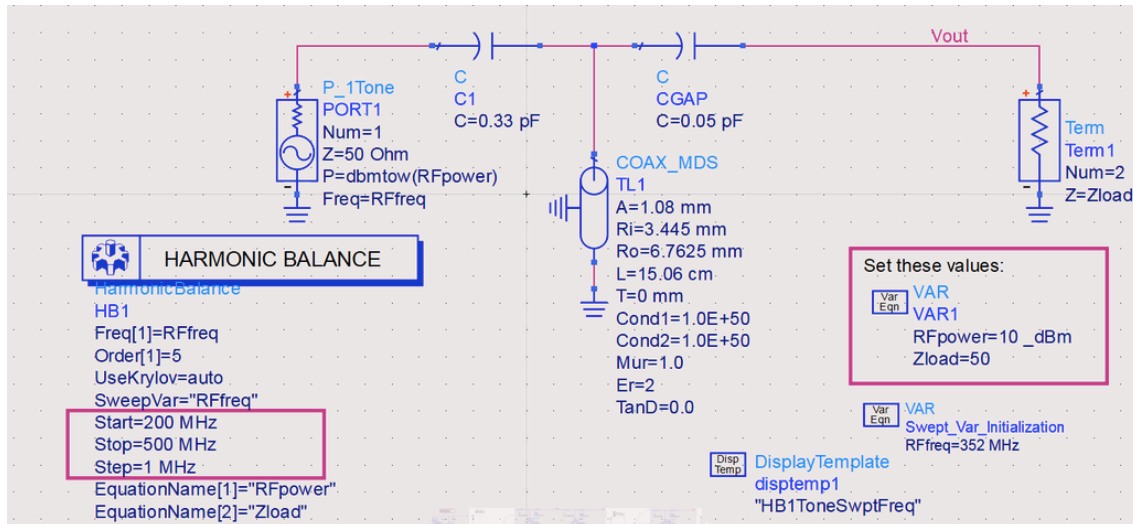 Vout
C
C1
C=0.33 pF
C
CGAP
C=0.05 pF
+
P_1Tone
PORT1
Num=1
Z=50 Ohm
P=dbmtow(RFpower)
Freq=RFfreq
-
+
Term
Term1
Num=2
Z=Zload
-
COAX_MDS
TL1
A=1.08 mm
Ri=3.445 mm
Ro=6.7625 mm
L=15.06 cm
T=0 mm
Cond1=1.0E+50
Cond2=1.0E+50
Mur=1.0
Er=2
TanD=0.0
HARMONIC BALANCE
HarmonicBalance
HB1
Freq[1]=RFfreq
Order[1]=5
UseKrylov=auto
SweepVar="RFfreq"
Start=200 MHz
Stop=500 MHz
Step=1 MHz
EquationName[1]="RFpower"
EquationName[2]="Zload"
Set these values:
Var
Eqn
VAR
VAR1
RFpower=10 _dBm
Zload=50
Var
Eqn
VAR
Swept_Var_Initialization
RFfreq=352 MHz
Disp
Temp
DisplayTemplate
disptemp1
"HB1ToneSwptFreq"